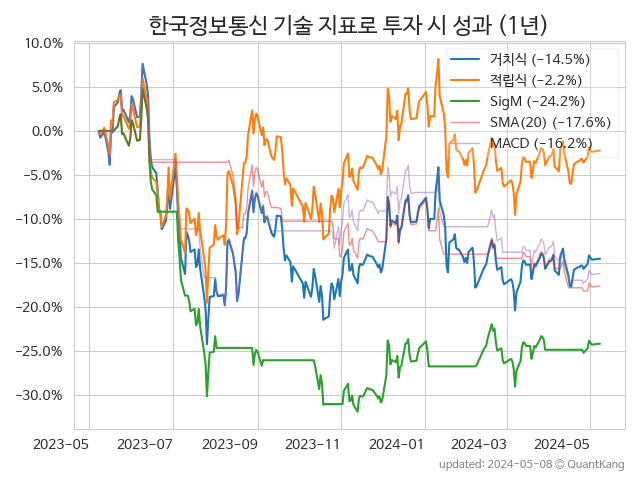 한국정보통신 기술 지표로 투자 시 성과 (1년)
10.0%
5.0%
0.0%
−5.0%
−10.0%
−15.0%
−20.0%
−25.0%
−30.0%
거치식 (−14.5%)
적립식 (−2.2%)
SigM (−24.2%)
SMA(20) (−17.6%)
MACD (−16.2%)
2023-05 2023-07 2023-09 2023-11 2024-01 2024-03 2024-05
updated: 2024-05-08 © QuantKang